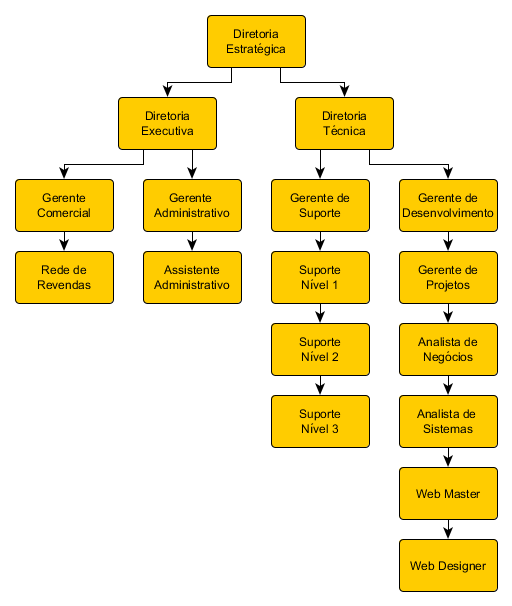 Diretoria
Estratégica
Diretoria
Executiva
Diretoria
Técnica
Gerente
Comercial
Gerente
Administrativo
Gerente de
Suporte
Gerente de
Desenvolvimento
Rede de
Revendas
Assistente
Administrativo
Suporte
Nível 1
Gerente de
Projetos
Suporte
Nível 2
Analista de
Negócios
Suporte
Nível 3
Analista de
Sistemas
Web Master
Web Designer